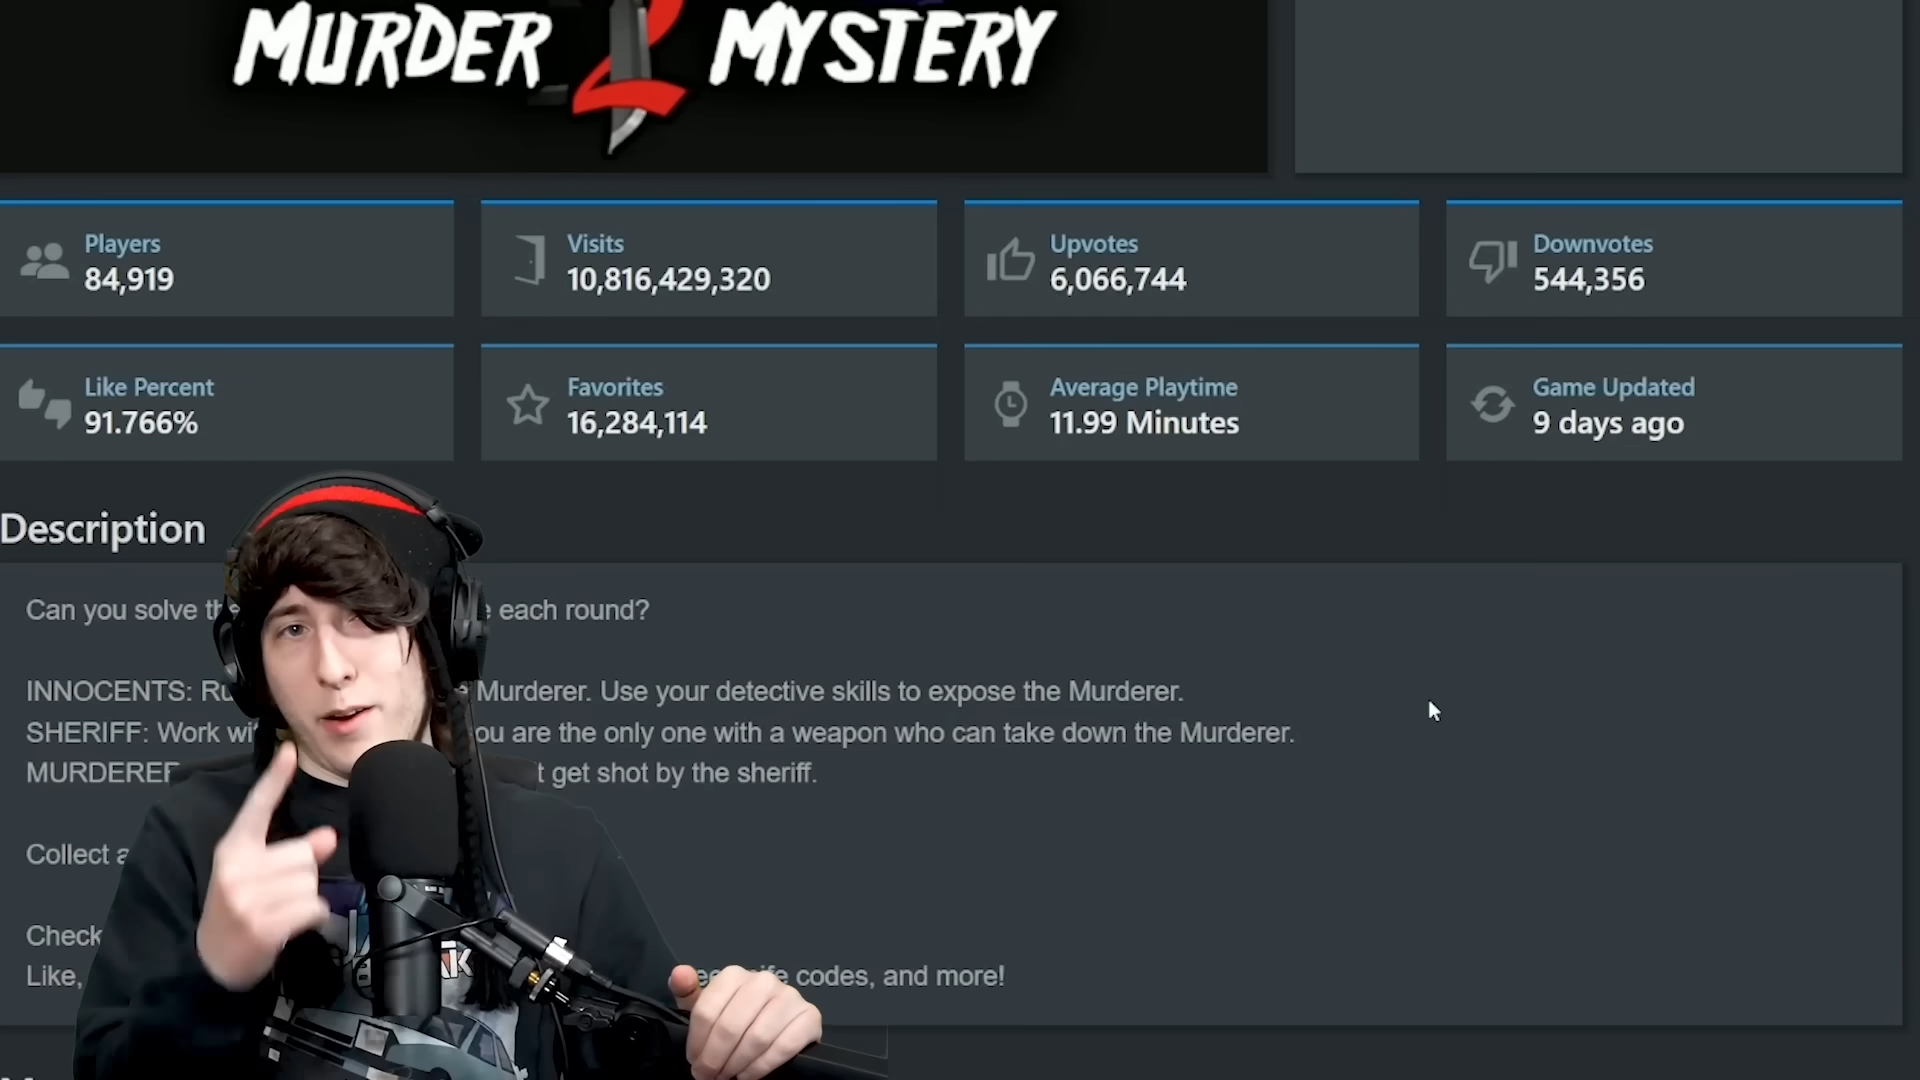 MURDER 2 MYSTERY
Players
84,919
Visits
10,816,429,320
Upvotes
6,066,744
Downvotes
544,356
Like Percent
91.766%
Favorites
16,284,114
Average Playtime
11.99 Minutes
Game Updated
9 days ago
Description
Can you solve the each round?
INNOCENTS: Murderer. Use your detective skills to expose the Murderer.
SHERIFF: Work are the only one with a weapon who can take down the Murderer.
MURDERER get shot by the sheriff.
Collect
Check
Like, codes, and more!